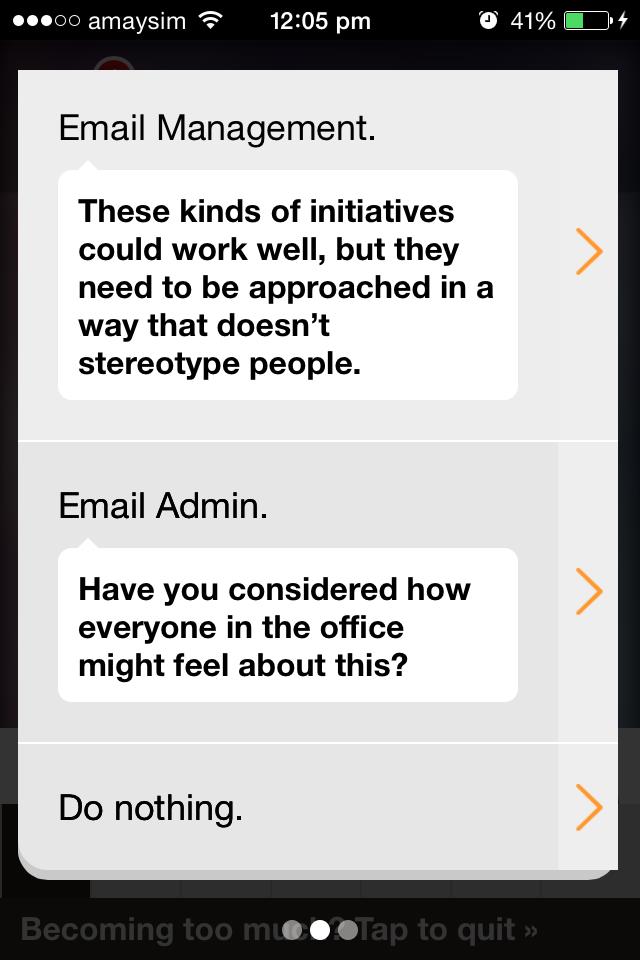 amaysim 12:05 pm 41%
Email Management.
These kinds of initiatives
could work well, but they
need to be approached in a
way that doesn’t
stereotype people.
Email Admin.
Have you considered how
everyone in the office
might feel about this?
Do nothing.
Becoming too much? Tap to quit »